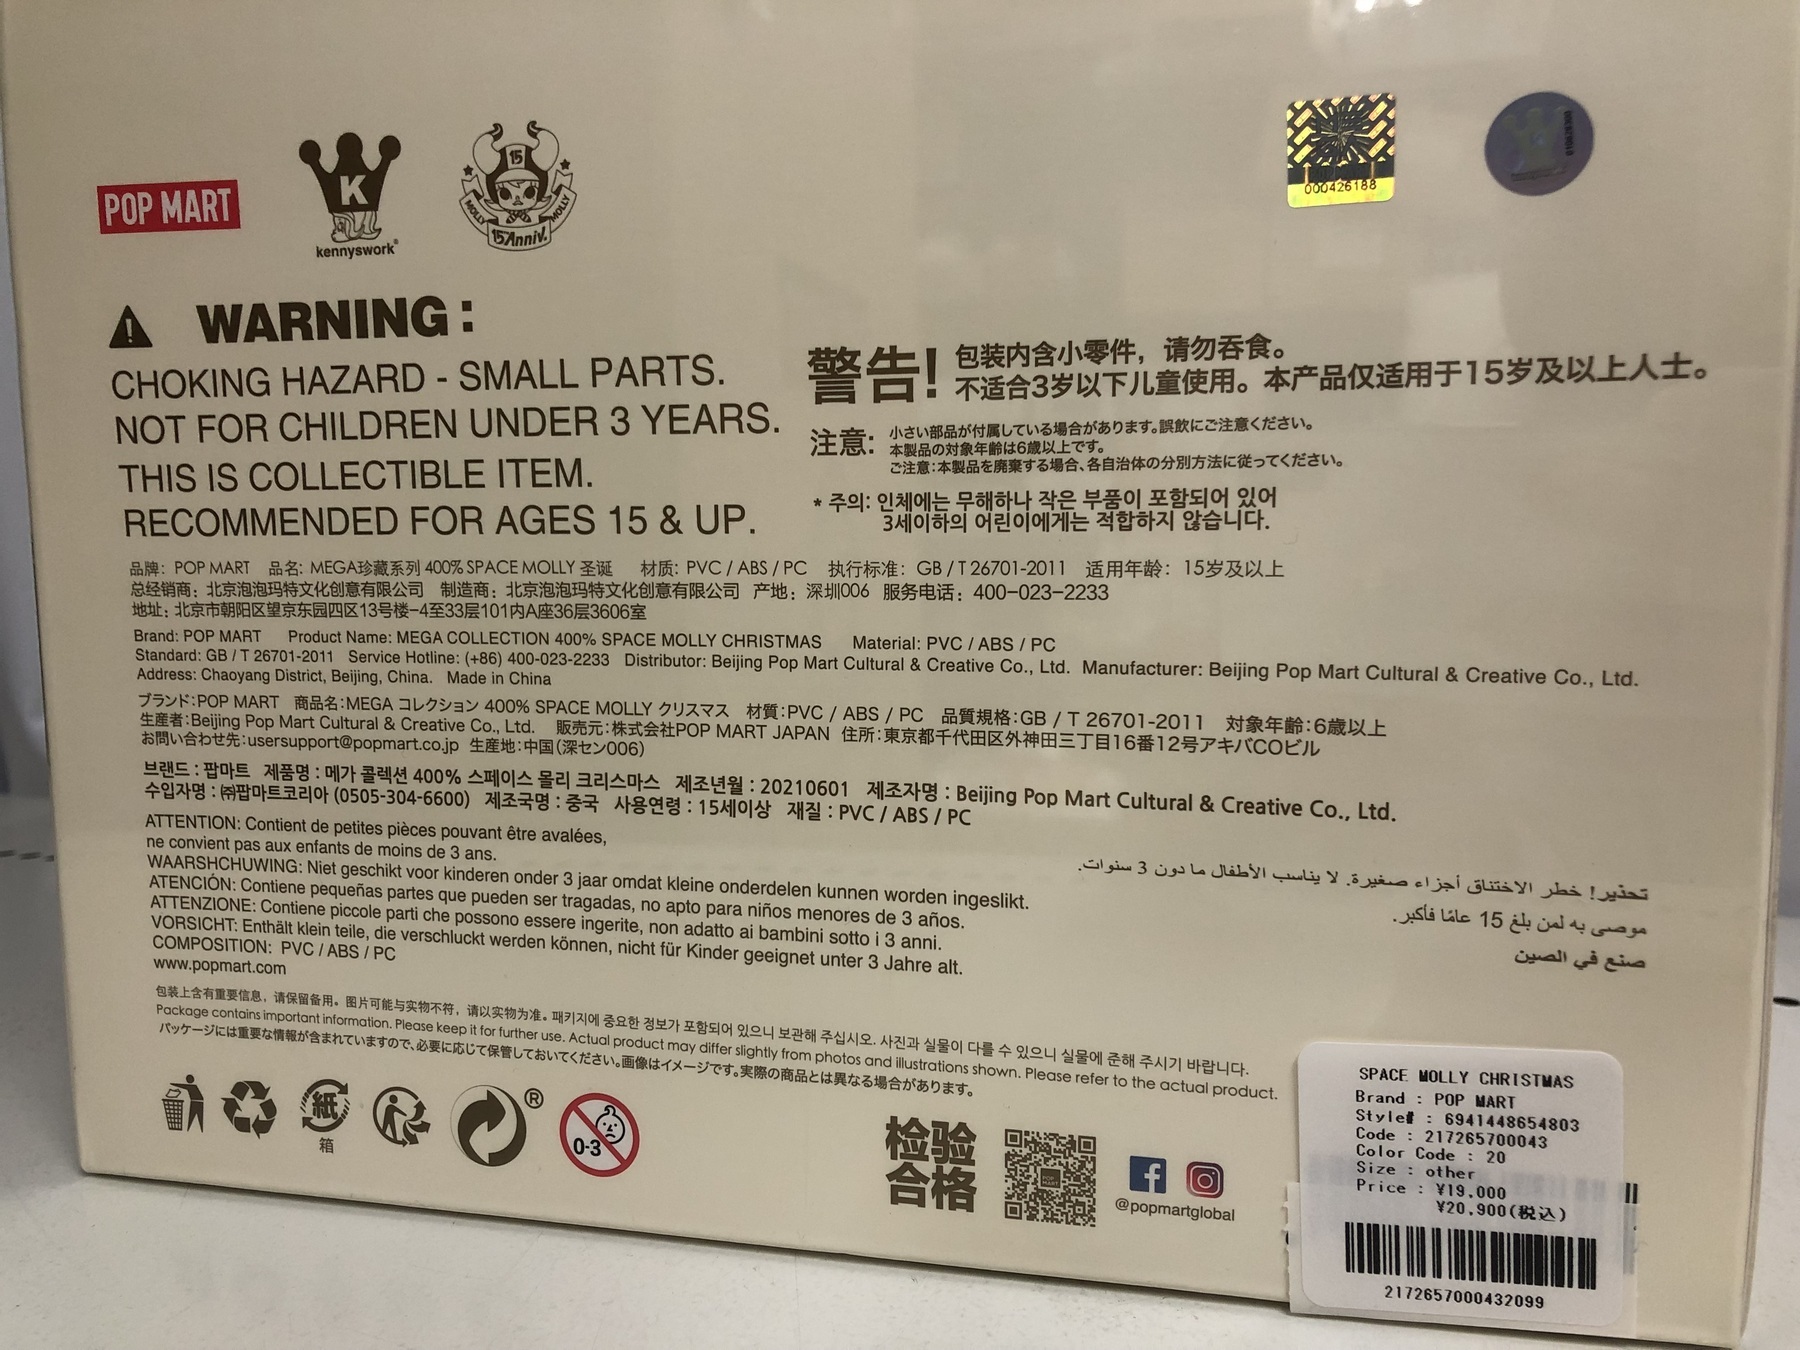 POP MART
K
kennyswork®
15
MOLLY MOLLY
15Anniv.
000426188
WARNING:
CHOKING HAZARD - SMALL PARTS.
NOT FOR CHILDREN UNDER 3 YEARS.
THIS IS COLLECTIBLE ITEM.
RECOMMENDED FOR AGES 15 & UP.
警告! 包装内含小零件，请勿吞食。
不适合3岁以下儿童使用。本产品仅适用于15岁及以上人士。
注意: 小さい部品が付属している場合があります。誤飲にご注意ください。
本製品の対象年齢は6歳以上です。
ご注意:本製品を廃棄する場合、各自治体の分別方法に従ってください。
* 주의: 인체에는 무해하나 작은 부품이 포함되어 있어
3세이하의 어린이에게는 적합하지 않습니다.
品牌: POP MART 品名: MEGA珍藏系列 400% SPACE MOLLY 圣诞 材质: PVC / ABS / PC 执行标准: GB / T 26701-2011 适用年龄: 15岁及以上
总经销商: 北京泡泡玛特文化创意有限公司 制造商: 北京泡泡玛特文化创意有限公司 产地: 深圳006 服务电话: 400-023-2233
地址: 北京市朝阳区望京东园四区13号楼-4至33层101内A座36层3606室
Brand: POP MART Product Name: MEGA COLLECTION 400% SPACE MOLLY CHRISTMAS Material: PVC / ABS / PC
Standard: GB / T 26701-2011 Service Hotline: (+86) 400-023-2233 Distributor: Beijing Pop Mart Cultural & Creative Co., Ltd. Manufacturer: Beijing Pop Mart Cultural & Creative Co., Ltd.
Address: Chaoyang District, Beijing, China. Made in China
ブランド:POP MART 商品名:MEGA コレクション 400% SPACE MOLLY クリスマス 材質:PVC / ABS / PC 品質規格:GB / T 26701-2011 対象年齢:6歳以上
生産者:Beijing Pop Mart Cultural & Creative Co., Ltd. 販売元:株式会社POP MART JAPAN 住所:東京都千代田区外神田三丁目16番12号アキバCOビル
お問い合わせ先:usersupport@popmart.co.jp 生産地:中国(深セン006)
브랜드 : 팝마트 제품명 : 메가 콜렉션 400% 스페이스 몰리 크리스마스 제조년월 : 20210601 제조자명 : Beijing Pop Mart Cultural & Creative Co., Ltd.
수입자명 : ㈜팝마트코리아 (0505-304-6600) 제조국명 : 중국 사용연령 : 15세이상 재질 : PVC / ABS / PC
ATTENTION: Contient de petites pièces pouvant être avalées,
ne convient pas aux enfants de moins de 3 ans.
WAARSHCHUWING: Niet geschikt voor kinderen onder 3 jaar omdat kleine onderdelen kunnen worden ingeslikt.
ATENCIÓN: Contiene pequeñas partes que pueden ser tragadas, no apto para niños menores de 3 años.
ATTENZIONE: Contiene piccole parti che possono essere ingerite, non adatto ai bambini sotto i 3 anni.
VORSICHT: Enthält klein teile, die verschluckt werden können, nicht für Kinder geeignet unter 3 Jahre alt.
COMPOSITION: PVC / ABS / PC
www.popmart.com
تحذير! خطر الاختناق أجزاء صغيرة. لا يناسب الأطفال ما دون 3 سنوات.
موصى به لمن بلغ 15 عامًا فأكبر.
صنع في الصين
包装上含有重要信息，请保留备用。图片可能与实物不符，请以实物为准。패키지에 중요한 정보가 포함되어 있으니 보관해 주십시오. 사진과 실물이 다를 수 있으니 실물에 준해 주시기 바랍니다.
Package contains important information. Please keep it for further use. Actual product may differ slightly from photos and illustrations shown. Please refer to the actual product.
パッケージには重要な情報が含まれていますので、必要に応じて保管しておいてください。画像はイメージです。実際の商品とは異なる場合があります。
紙
箱
®
0-3
检验
合格
POP MART
@popmartglobal
SPACE MOLLY CHRISTMAS
Brand : POP MART
Style# : 6941448654803
Code : 217265700043
Color Code : 20
Size : other
Price : ¥19,000
¥20,900(税込)
2172657000432099